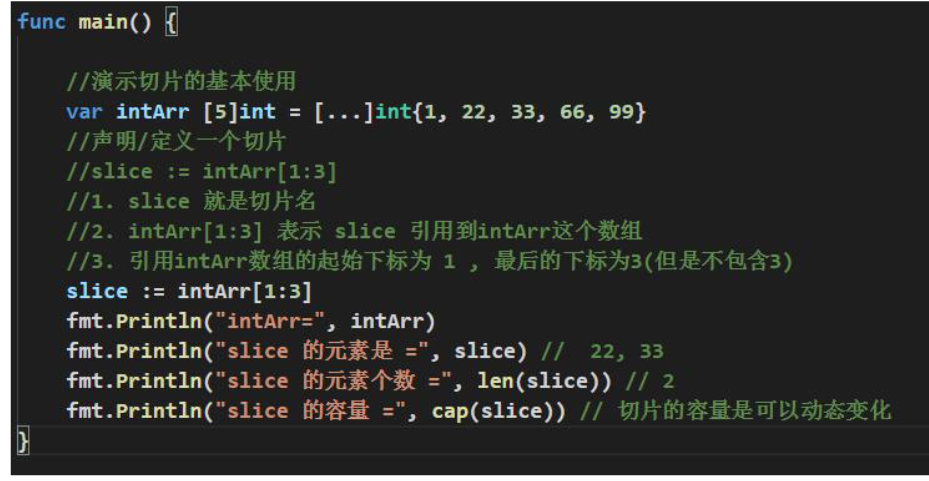 func main() {
//演示切片的基本使用
var intArr [5]int = [...]int{1, 22, 33, 66, 99}
//声明/定义一个切片
//slice := intArr[1:3]
//1. slice 就是切片名
//2. intArr[1:3] 表示 slice 引用到intArr这个数组
//3. 引用intArr数组的起始下标为 1 , 最后的下标为3(但是不包含3)
slice := intArr[1:3]
fmt.Println("intArr=", intArr)
fmt.Println("slice 的元素是 =", slice) //  22, 33
fmt.Println("slice 的元素个数 =", len(slice)) // 2
fmt.Println("slice 的容量 =", cap(slice)) // 切片的容量是可以动态变化
}